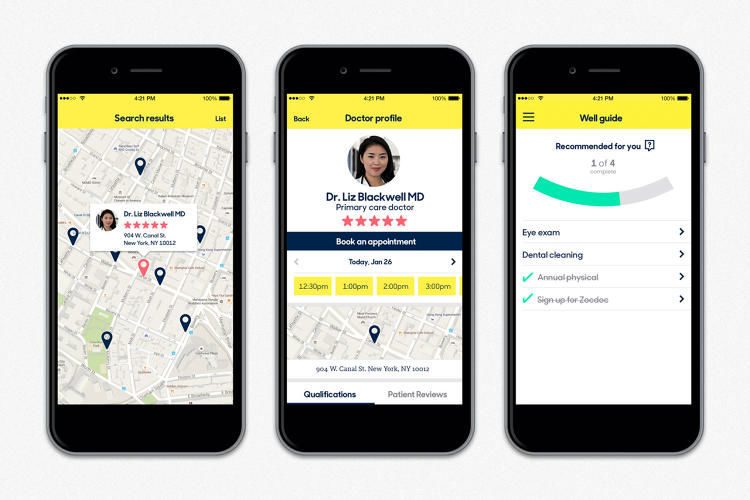 4:21 PM
100%
Search results
List
Dr. Liz Blackwell MD
904 W. Canal St.
New York, NY 10012
4:21 PM
100%
Back
Doctor profile
Dr. Liz Blackwell MD
Primary care doctor
Book an appointment
Today, Jan 26
12:30pm
1:00pm
2:00pm
3:00pm
904 W. Canal St. New York, NY 10012
Qualifications
Patient Reviews
4:21 PM
100%
Well guide
Recommended for you ?
1 of 4
complete
Eye exam
Dental cleaning
Annual physical
Sign up for Zocdoc